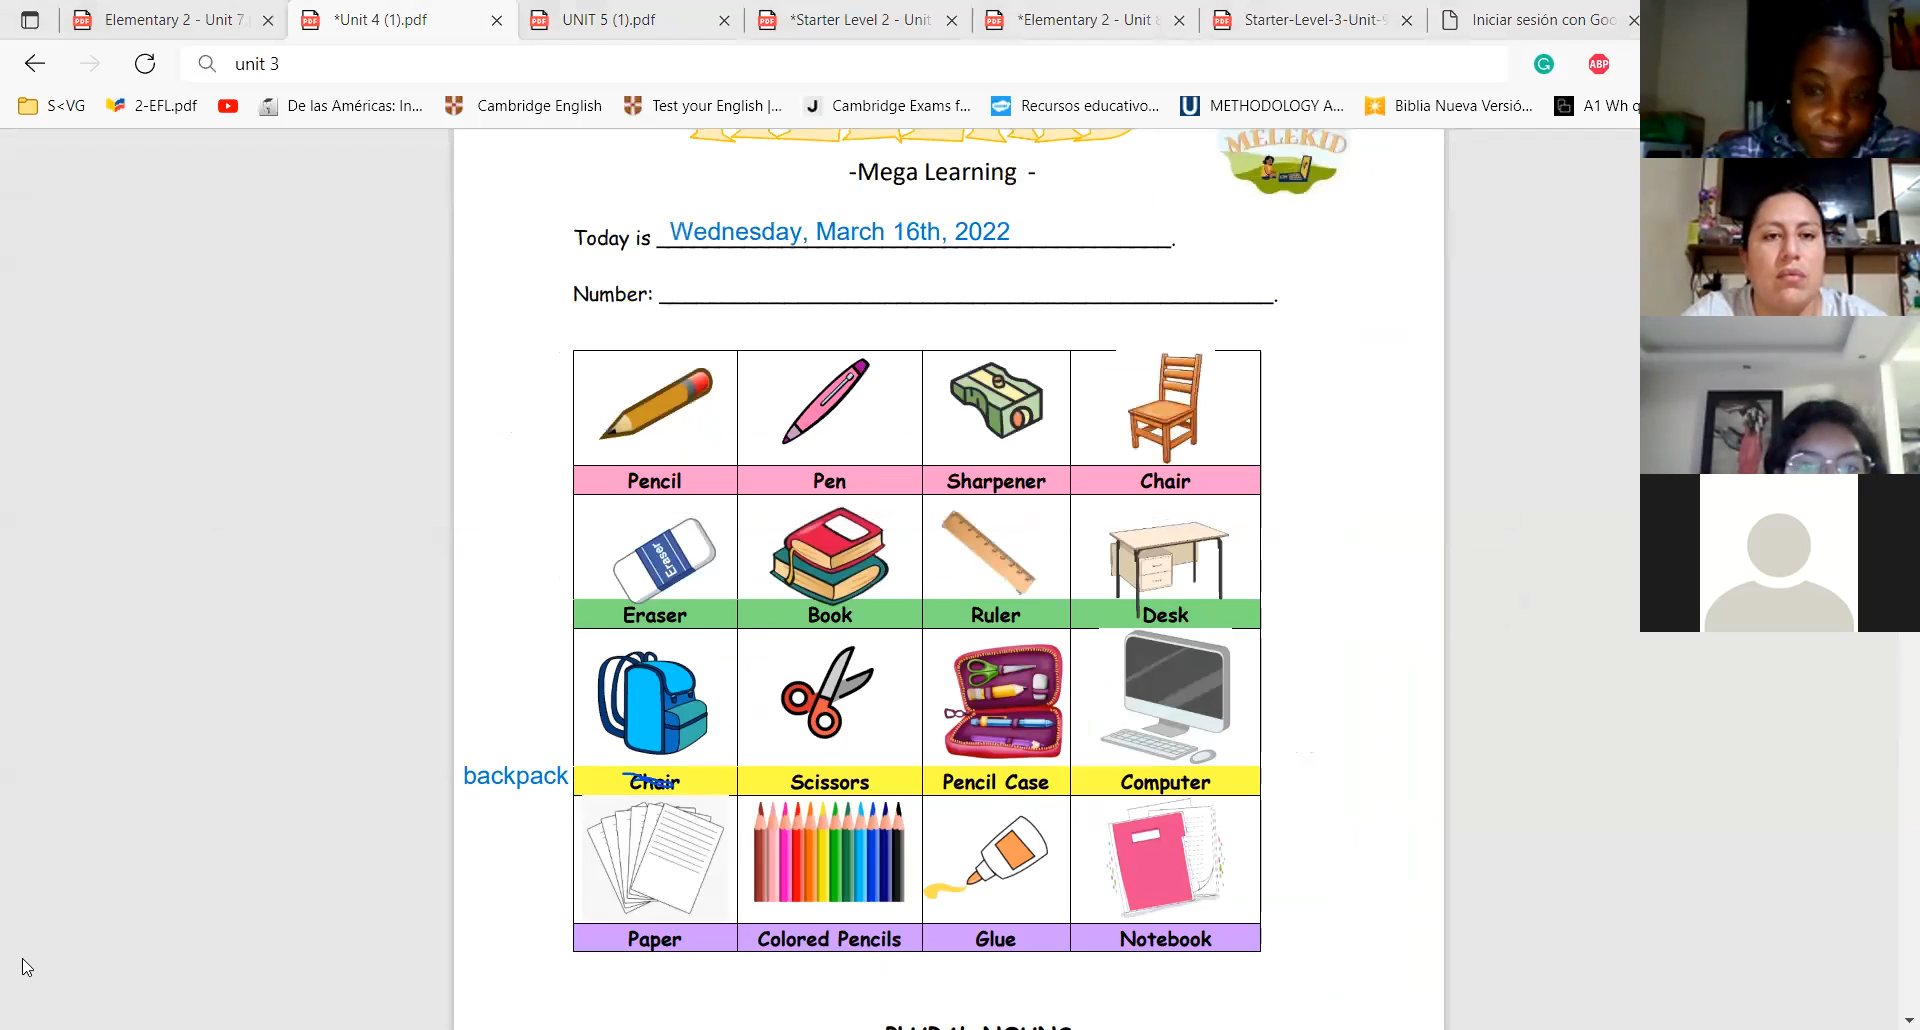 Elementary 2 - Unit 7.
*Unit 4 (1).pdf
UNIT 5 (1).pdf
*Starter Level 2 - Unit
*Elementary 2 - Unit
Starter-Level-3-Unit-9
Iniciar sesión con Goo
unit 3
ABP
S<VG
2-EFL.pdf
De las Américas: In...
Cambridge English
Test your English |...
Cambridge Exams f...
Recursos educativo...
METHODOLOGY A...
Biblia Nueva Versió...
A1 Wh q
MELEKID
-Mega Learning -
Today is Wednesday, March 16th, 2022.
Number: .
Pencil Pen Sharpener Chair
Eraser
Eraser Book Ruler Desk
backpack Chair Scissors Pencil Case Computer
Paper Colored Pencils Glue Notebook
PLURAL NOUNS